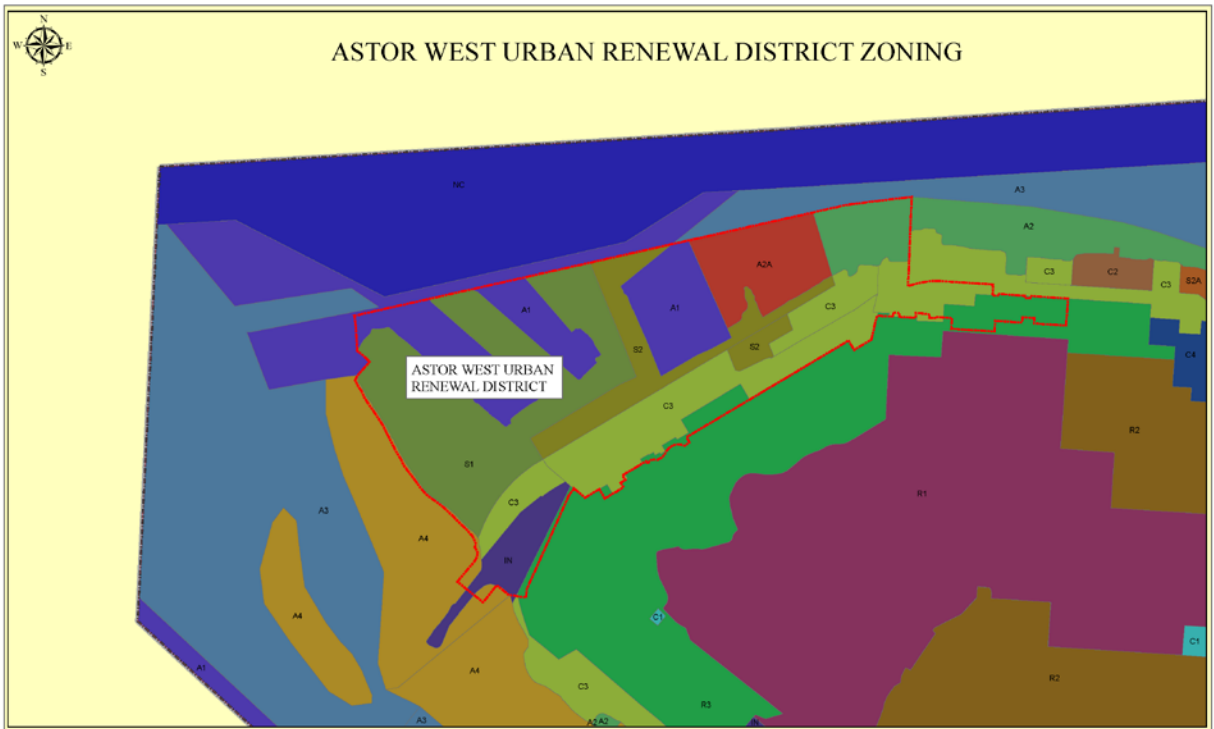 N
W E
S
ASTOR WEST URBAN RENEWAL DISTRICT ZONING
NC
A3
A2
A2A
C3
C2
C3
S2A
A1
A1
C3
S2
S2
C4
ASTOR WEST URBAN
RENEWAL DISTRICT
C3
R2
S1
R1
C3
A3
A4
IN
A4
C1
C1
A1
A4
R2
C3
R3
A3
A2
A2
IN